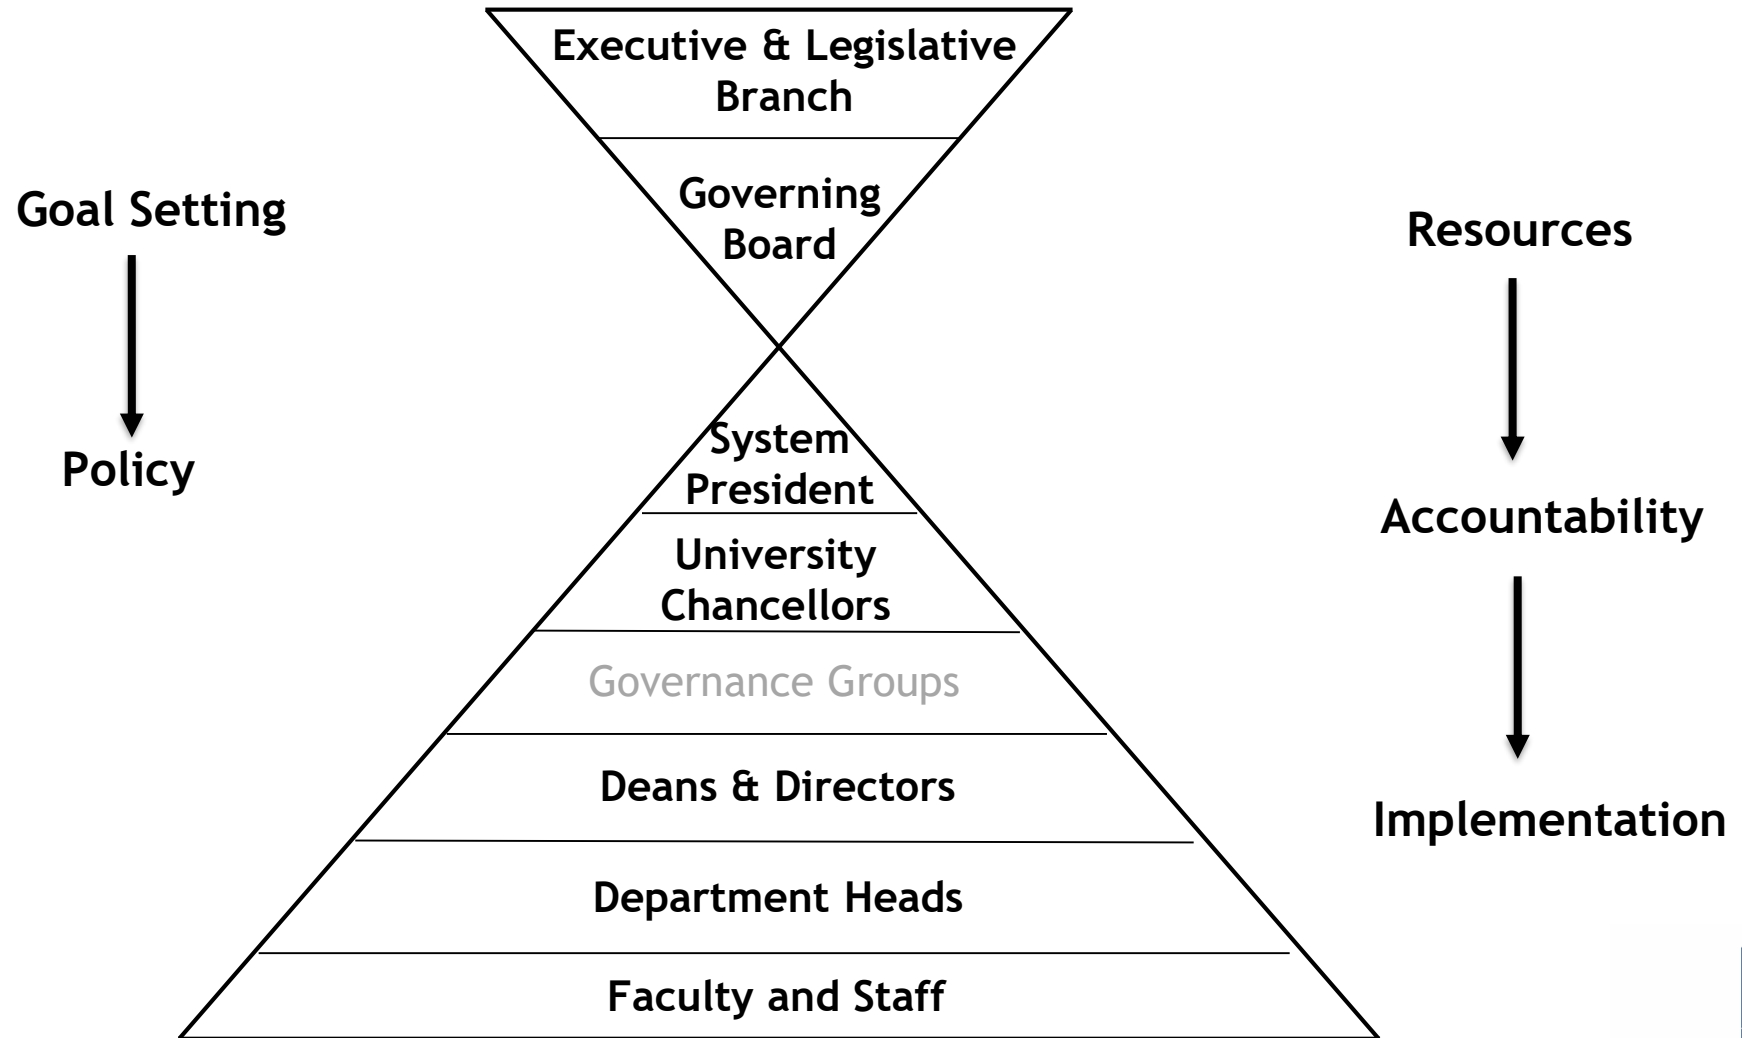 Executive & Legislative
Branch
Governing
Board
Goal Setting
Policy
System
President
University
Chancellors
Governance Groups
Deans & Directors
Department Heads
Faculty and Staff
Resources
Accountability
Implementation